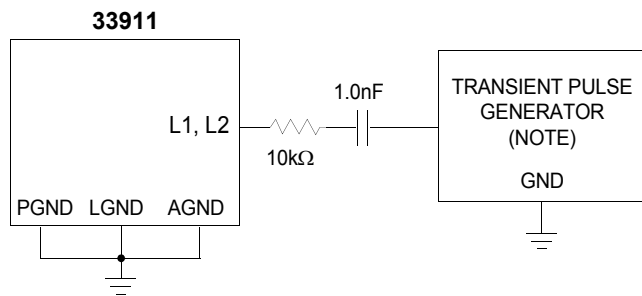 33911
L1, L2
10kΩ
1.0nF
TRANSIENT PULSE
GENERATOR
(NOTE)
GND
PGND LGND AGND